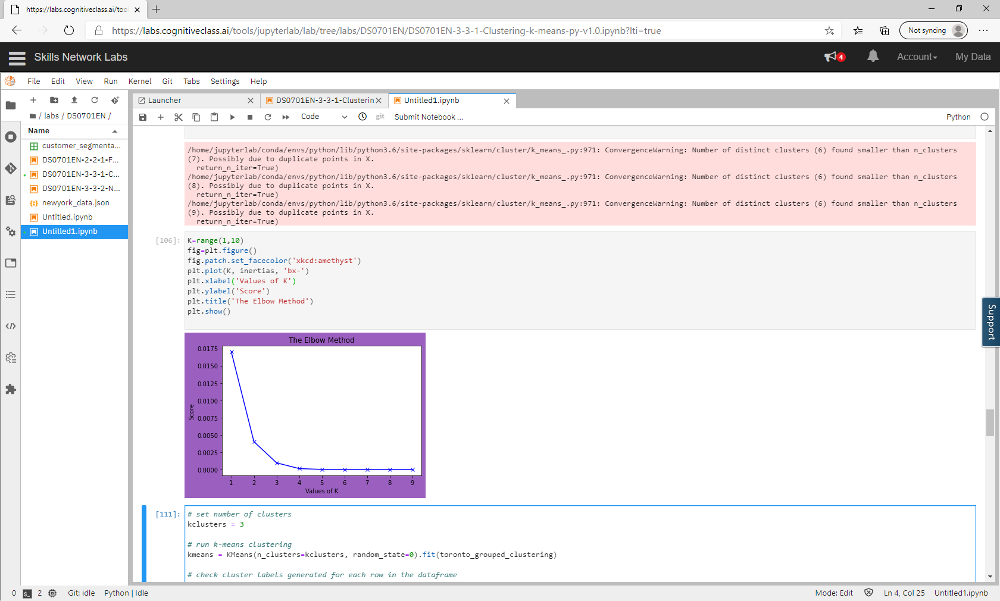 https://labs.cognitiveclass.ai/tool
https://labs.cognitiveclass.ai/tools/jupyterlab/lab/tree/labs/DS0701EN/DS0701EN-3-3-1-Clustering-k-means-py-v1.0.ipynb?lti=true
Not syncing
Skills Network Labs
4
Account
My Data
File Edit View Run Kernel Git Tabs Settings Help
Launcher
DS0701EN-3-3-1-Clusterin
Untitled1.ipynb
/ labs / DS0701EN /
Code
git
Submit Notebook ...
Python
Name
customer_segmenta...
DS0701EN-2-2-1-F...
DS0701EN-3-3-1-C...
DS0701EN-3-3-2-N...
newyork_data.json
Untitled.ipynb
Untitled1.ipynb
/home/jupyterlab/conda/envs/python/lib/python3.6/site-packages/sklearn/cluster/k_means_.py:971: ConvergenceWarning: Number of distinct clusters (6) found smaller than n_clusters
(7). Possibly due to duplicate points in X.
return_n_iter=True)
/home/jupyterlab/conda/envs/python/lib/python3.6/site-packages/sklearn/cluster/k_means_.py:971: ConvergenceWarning: Number of distinct clusters (6) found smaller than n_clusters
(8). Possibly due to duplicate points in X.
return_n_iter=True)
/home/jupyterlab/conda/envs/python/lib/python3.6/site-packages/sklearn/cluster/k_means_.py:971: ConvergenceWarning: Number of distinct clusters (6) found smaller than n_clusters
(9). Possibly due to duplicate points in X.
return_n_iter=True)
[106]:
K=range(1,10)
fig=plt.figure()
fig.patch.set_facecolor('xkcd:amethyst')
plt.plot(K, inertias, 'bx-')
plt.xlabel('Values of K')
plt.ylabel('Score')
plt.title('The Elbow Method')
plt.show()
Support
The Elbow Method
0.0175
0.0150
0.0125
0.0100
0.0075
0.0050
0.0025
0.0000
Score
1 2 3 4 5 6 7 8 9
Values of K
[111]:
# set number of clusters
kclusters = 3
# run k-means clustering
kmeans = KMeans(n_clusters=kclusters, random_state=0).fit(toronto_grouped_clustering)
# check cluster labels generated for each row in the dataframe
0
2
Git: idle
Python | Idle
Mode: Edit
Ln 4, Col 25
Untitled1.ipynb